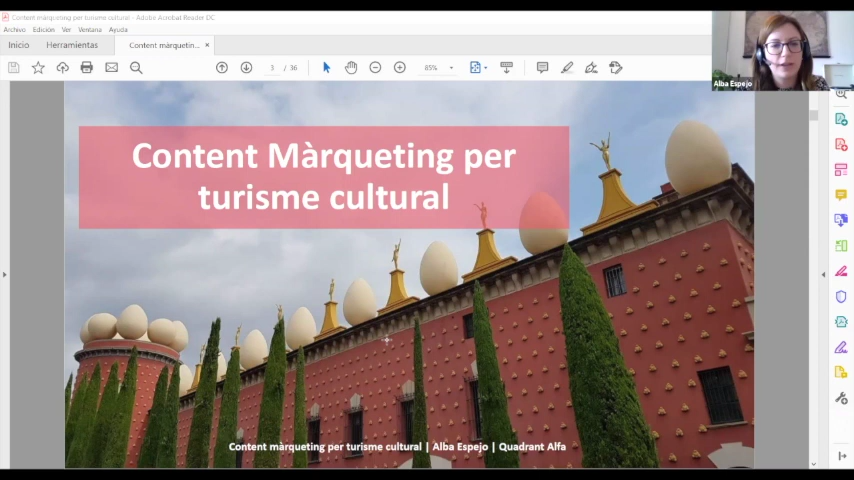 Content màrqueting per turisme cultural - Adobe Acrobat Reader DC
Archivo Edición Ver Ventana Ayuda
Inicio Herramientas Content màrquetin... ×
3 / 36 85%
Alba Espejo
Content Màrqueting per
turisme cultural
Content màrqueting per turisme cultural | Alba Espejo | Quadrant Alfa